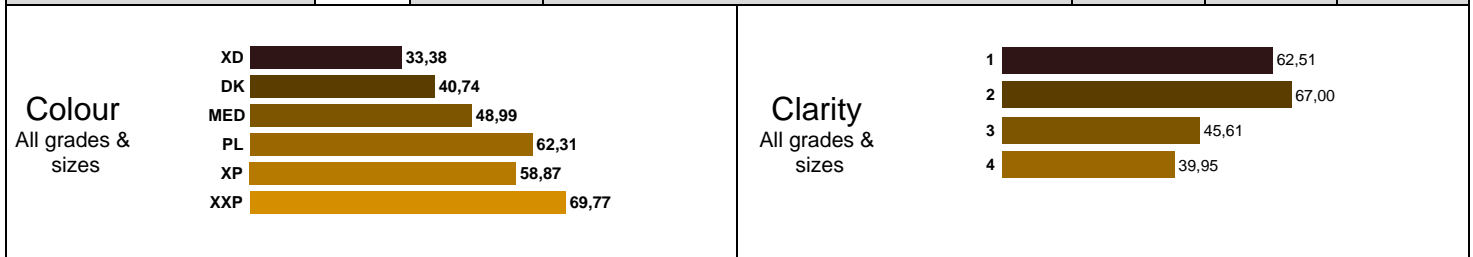 Colour
All grades &
sizes
XD 33,38
DK 40,74
MED 48,99
PL 62,31
XP 58,87
XXP 69,77
Clarity
All grades &
sizes
1 62,51
2 67,00
3 45,61
4 39,95